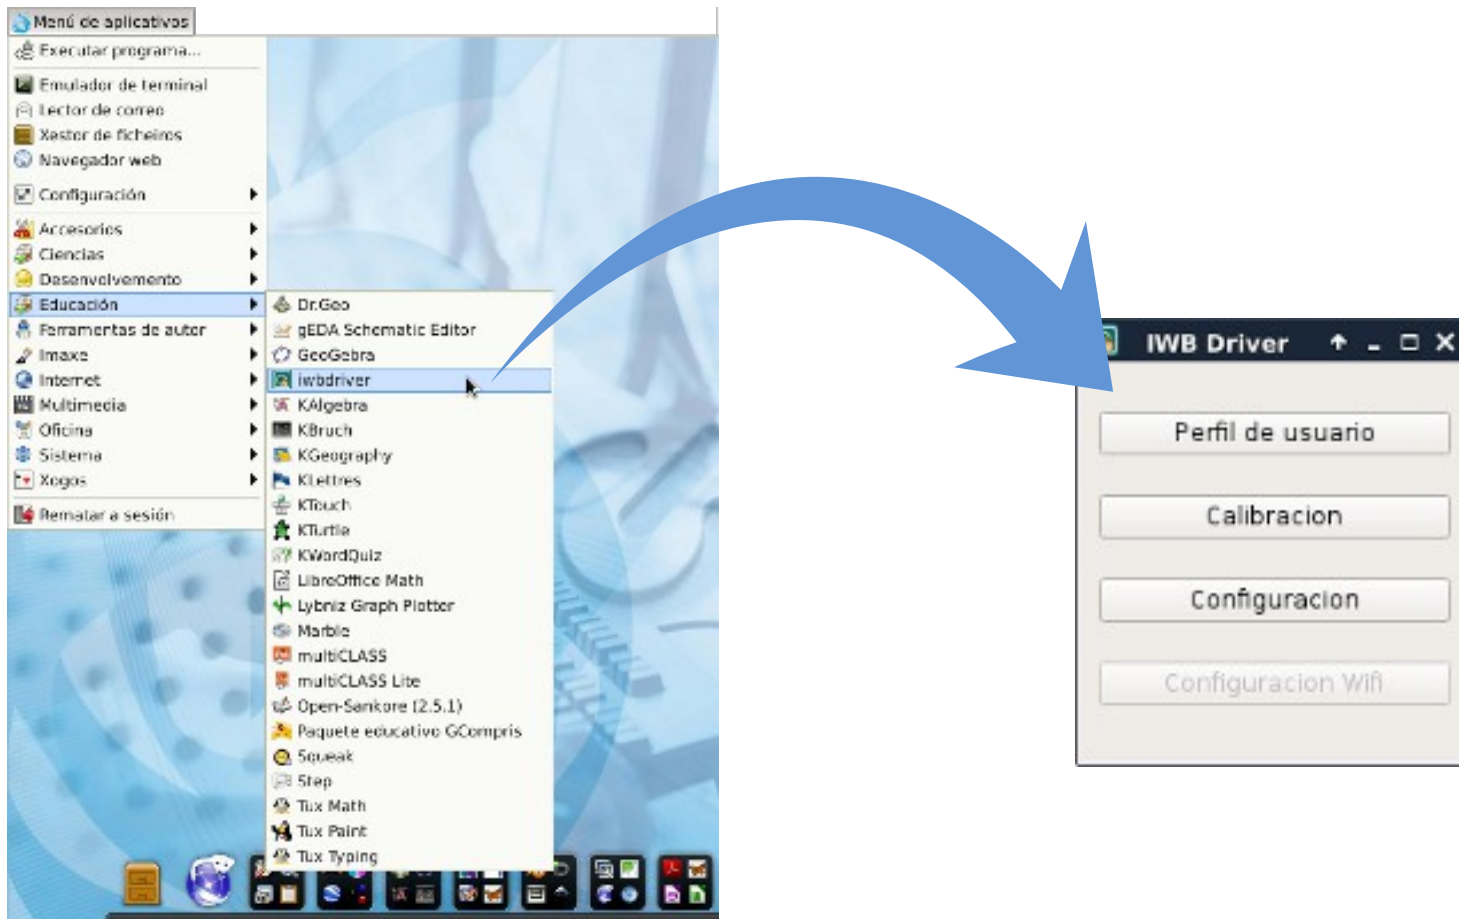 Menú de aplicativos
Executar programa...
Emulador de terminal
Lector de correo
Xestor de ficheiros
Navegador web
Configuración
Accesorios
Ciencias
Desenvolvemento
Educación
Ferramentas de autor
Imaxe
Internet
Multimedia
Oficina
Sistema
Xogos
Rematar a sesión
Dr.Geo
gEDA Schematic Editor
GeoGebra
iwbdriver
KAlgebra
KBruch
KGeography
KLettres
KTouch
KTurtle
KWordQuiz
LibreOffice Math
Lybniz Graph Plotter
Marble
multiCLASS
multiCLASS Lite
Open-Sankore (2.5.1)
Paquete educativo GCompris
Squeak
Step
Tux Math
Tux Paint
Tux Typing
IWB Driver
Perfil de usuario
Calibracion
Configuracion
Configuracion Wifi